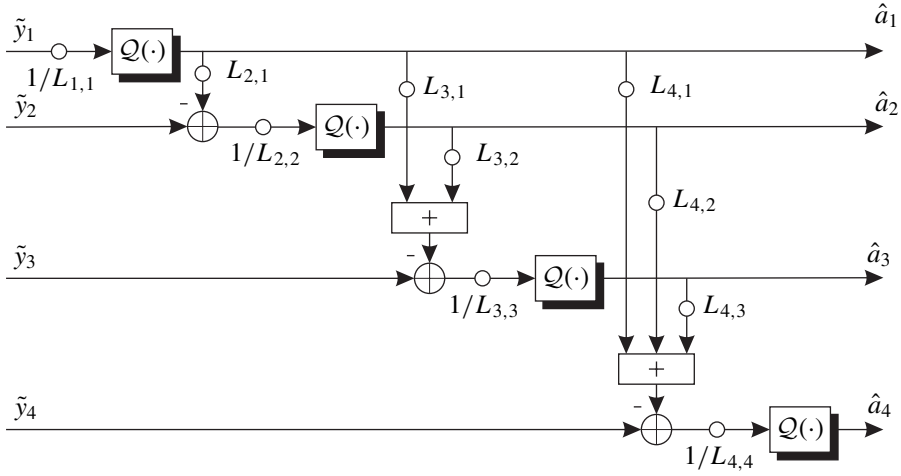 ỹ₁ 𝒬(·) â₁
1/L₁,₁ L₂,₁ L₃,₁ L₄,₁
ỹ₂ - 𝒬(·) â₂
1/L₂,₂ L₃,₂
L₄,₂
+
ỹ₃ - 𝒬(·) â₃
1/L₃,₃ L₄,₃
+
ỹ₄ - 𝒬(·) â₄
1/L₄,₄